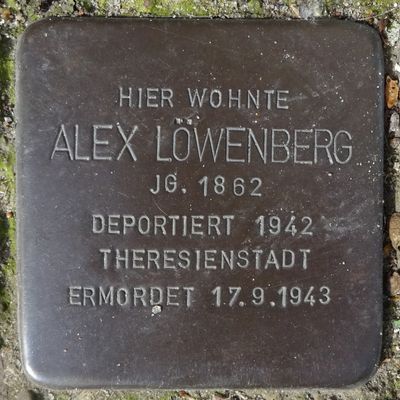 HIER WOHNTE
ALEX LÖWENBERG
JG. 1862
DEPORTIERT 1942
THERESIENSTADT
ERMORDET 17.9.1943